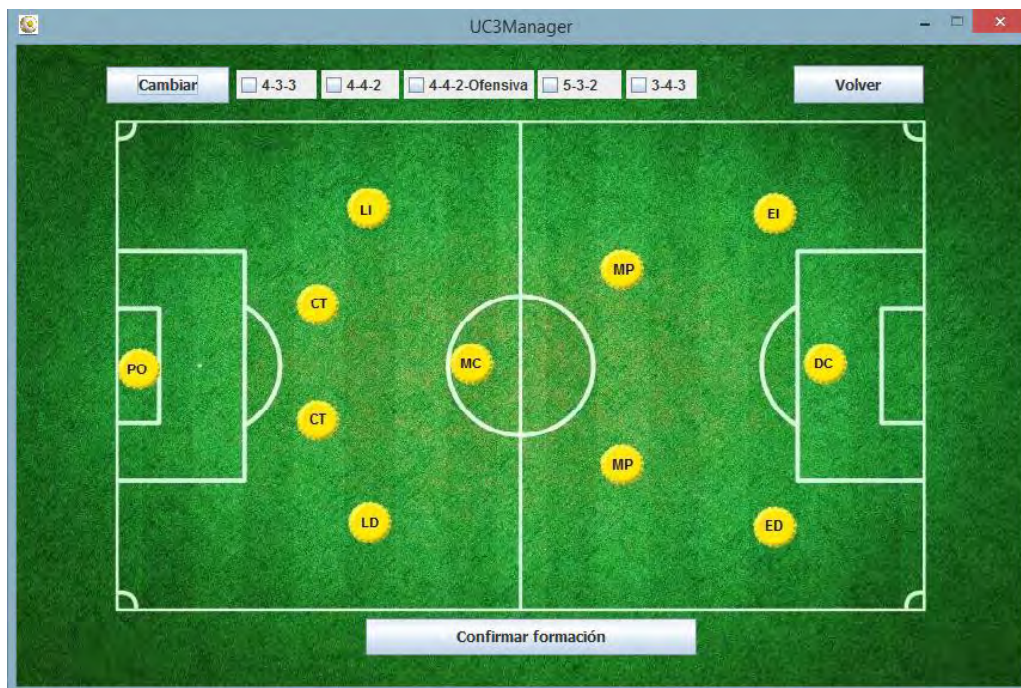 UC3Manager
Cambiar 4-3-3 4-4-2 4-4-2-Ofensiva 5-3-2 3-4-3 Volver
LI EI
MP
CT
PO MC DC
CT
MP
LD ED
Confirmar formación